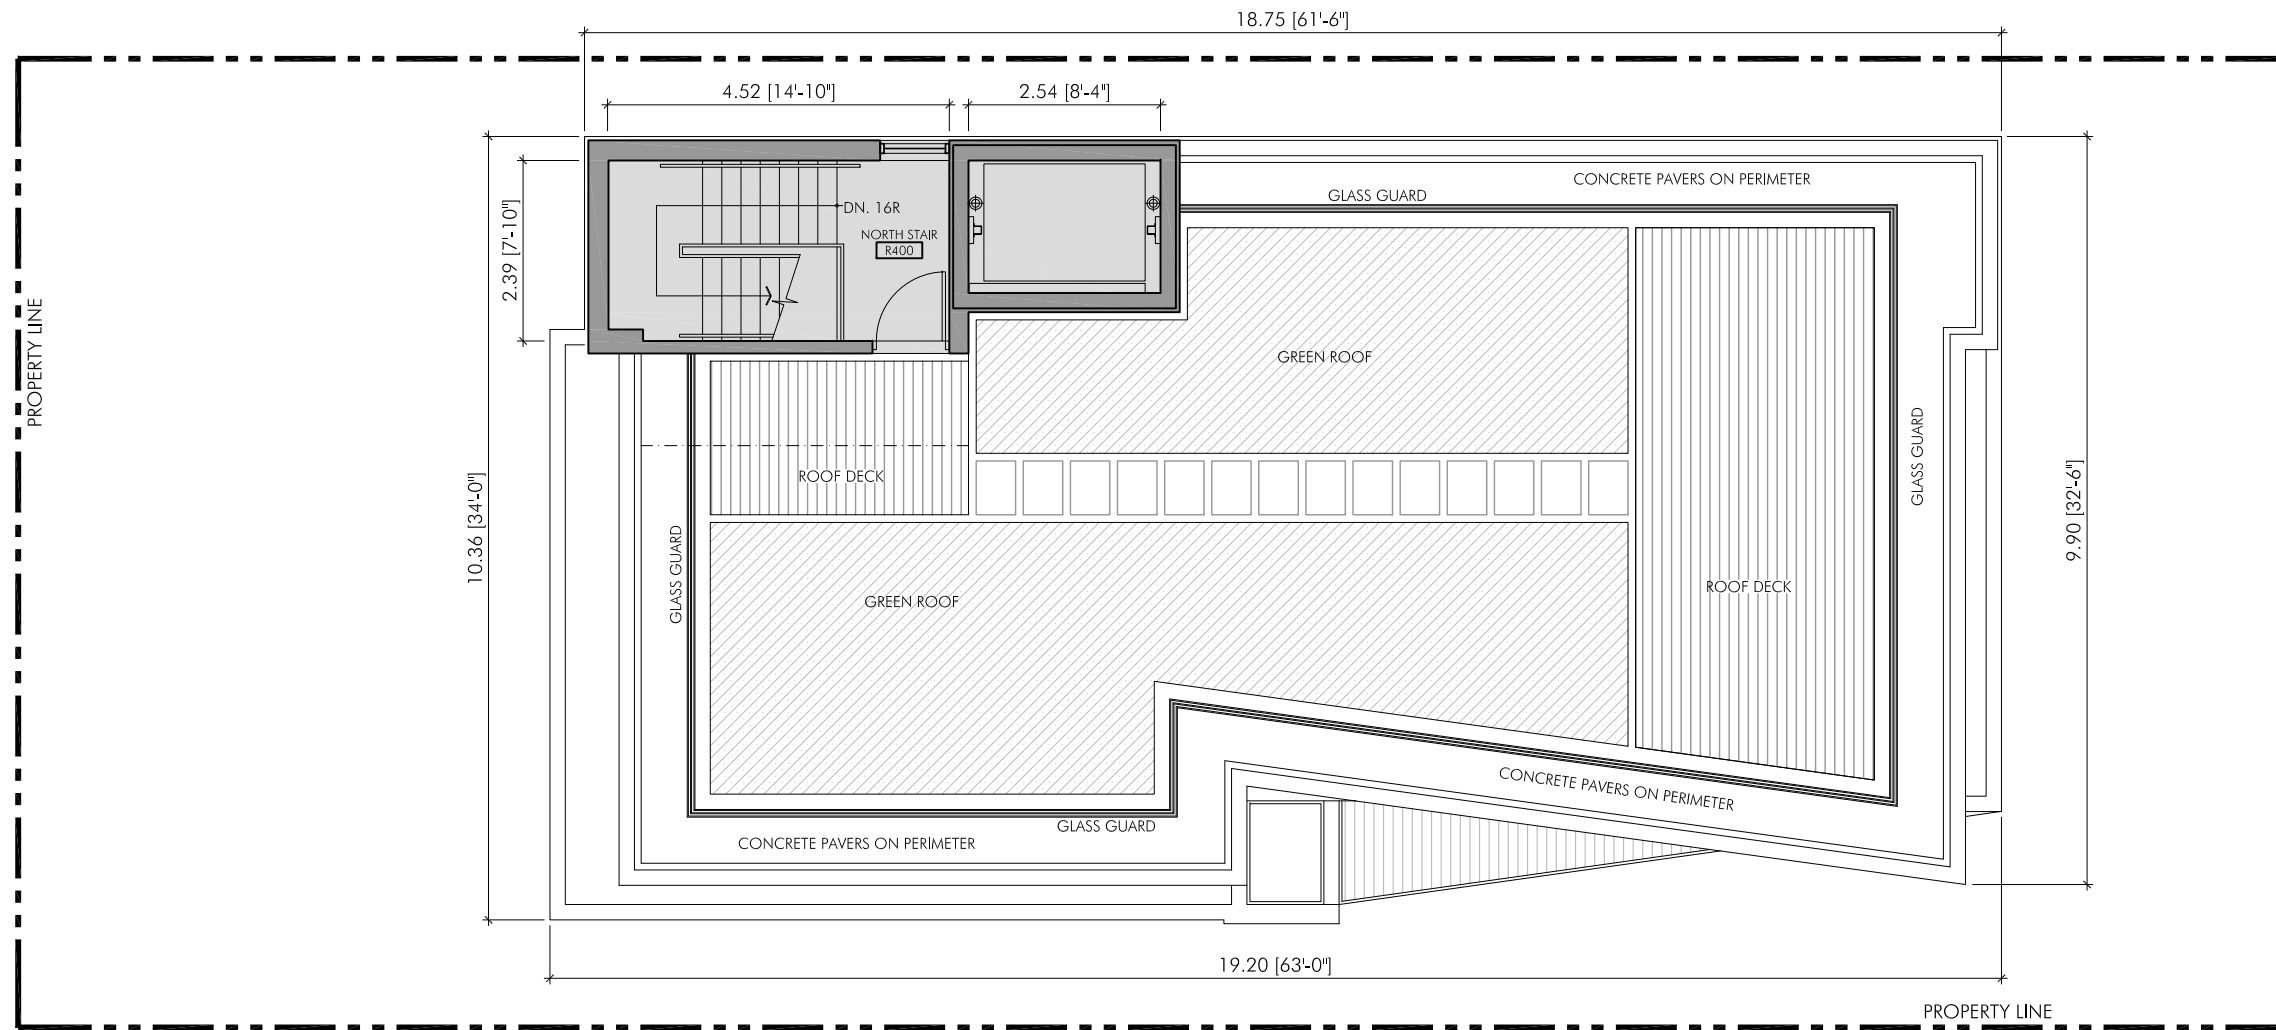 18.75 [61'-6"]
4.52 [14'-10"]
2.54 [8'-4"]
CONCRETE PAVERS ON PERIMETER
GLASS GUARD
DN. 16R
NORTH STAIR
R400
2.39 [7'-10"]
PROPERTY LINE
GREEN ROOF
GLASS GUARD
ROOF DECK
10.36 [34'-0"]
9.90 [32'-6"]
GLASS GUARD
ROOF DECK
GREEN ROOF
CONCRETE PAVERS ON PERIMETER
GLASS GUARD
CONCRETE PAVERS ON PERIMETER
19.20 [63'-0"]
PROPERTY LINE